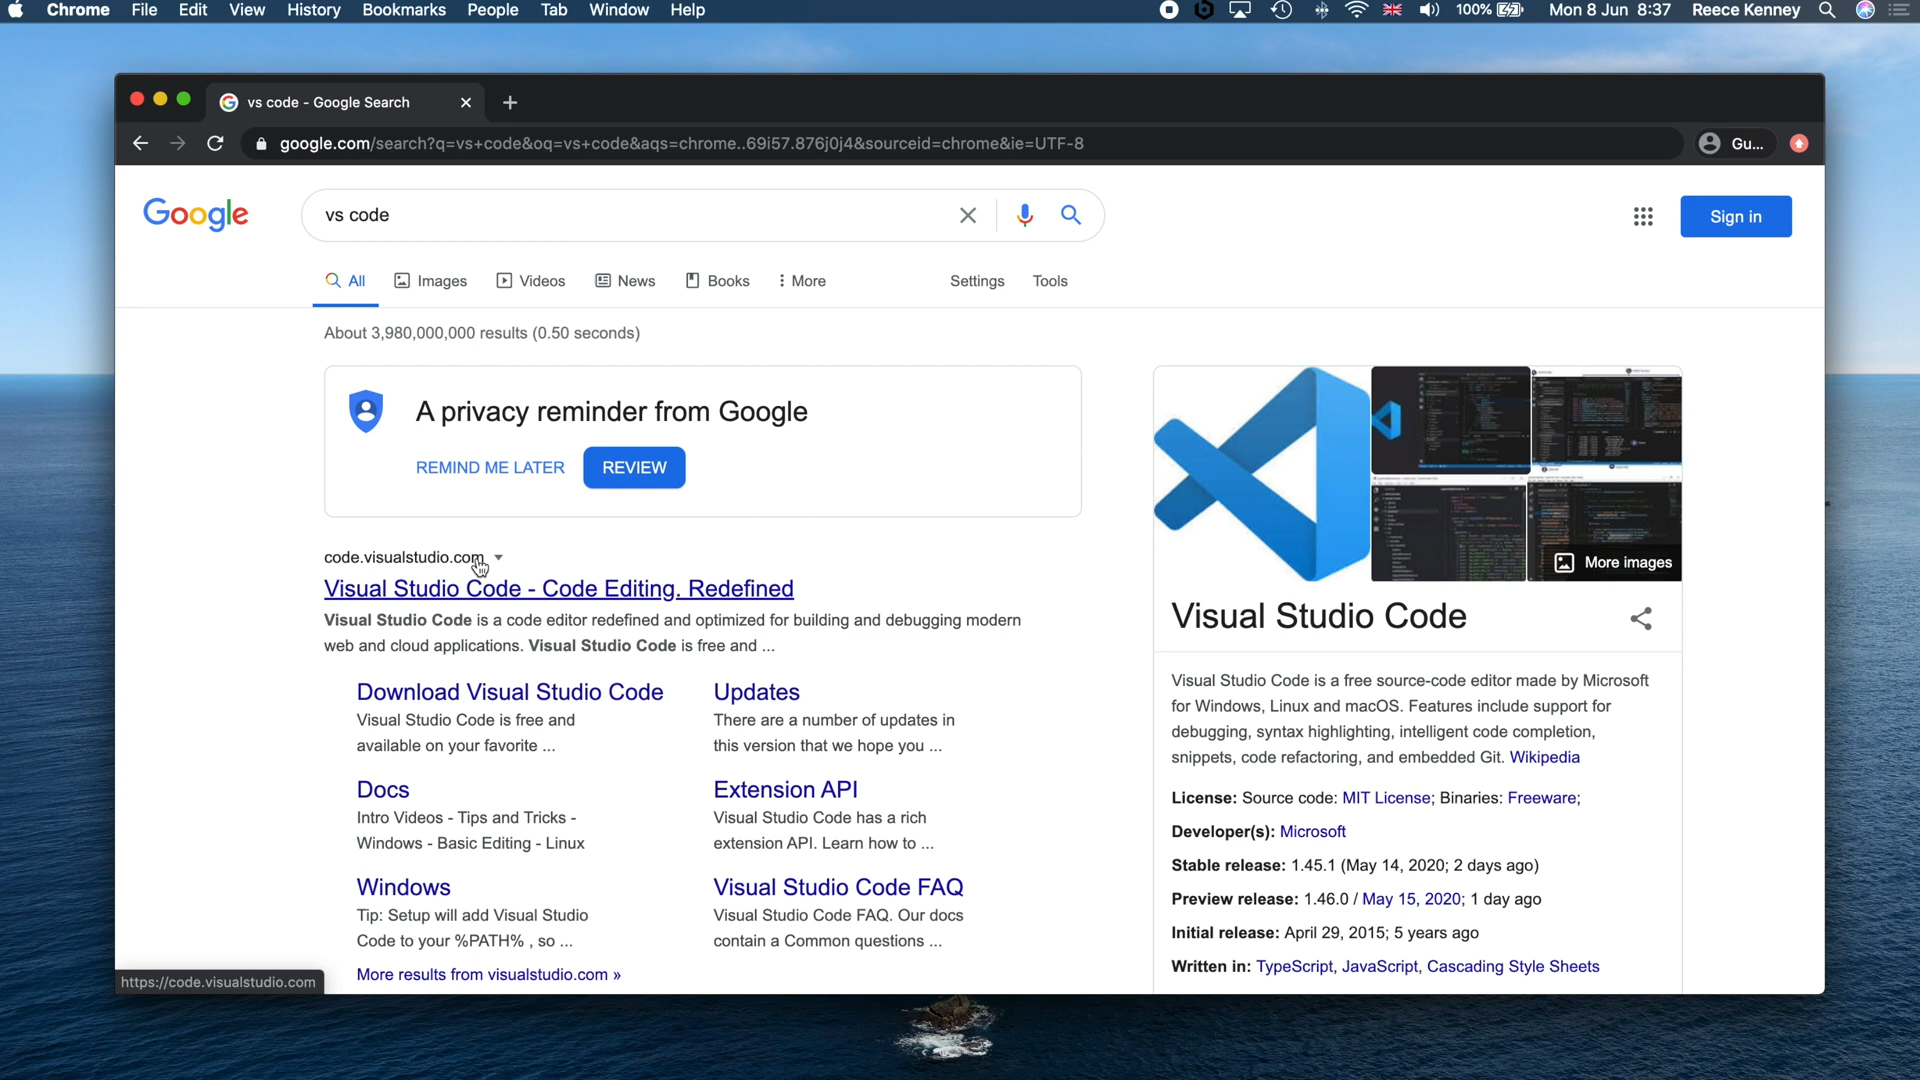 Chrome File Edit View History Bookmarks People Tab Window Help 100% Mon 8 Jun 8:37 Reece Kenney
vs code - Google Search
google.com/search?q=vs+code&oq=vs+code&aqs=chrome..69i57.876j0j4&sourceid=chrome&ie=UTF-8 Gu...
Google vs code Sign in
All Images Videos News Books More Settings Tools
About 3,980,000,000 results (0.50 seconds)
A privacy reminder from Google
REMIND ME LATER REVIEW
code.visualstudio.com
Visual Studio Code - Code Editing. Redefined
Visual Studio Code is a code editor redefined and optimized for building and debugging modern
web and cloud applications. Visual Studio Code is free and ...
Download Visual Studio Code
Visual Studio Code is free and
available on your favorite ...
Updates
There are a number of updates in
this version that we hope you ...
Docs
Intro Videos - Tips and Tricks -
Windows - Basic Editing - Linux
Extension API
Visual Studio Code has a rich
extension API. Learn how to ...
Windows
Tip: Setup will add Visual Studio
Code to your %PATH% , so ...
Visual Studio Code FAQ
Visual Studio Code FAQ. Our docs
contain a Common questions ...
More results from visualstudio.com »
More images
Visual Studio Code
Visual Studio Code is a free source-code editor made by Microsoft
for Windows, Linux and macOS. Features include support for
debugging, syntax highlighting, intelligent code completion,
snippets, code refactoring, and embedded Git. Wikipedia
License: Source code: MIT License; Binaries: Freeware;
Developer(s): Microsoft
Stable release: 1.45.1 (May 14, 2020; 2 days ago)
Preview release: 1.46.0 / May 15, 2020; 1 day ago
Initial release: April 29, 2015; 5 years ago
Written in: TypeScript, JavaScript, Cascading Style Sheets
https://code.visualstudio.com